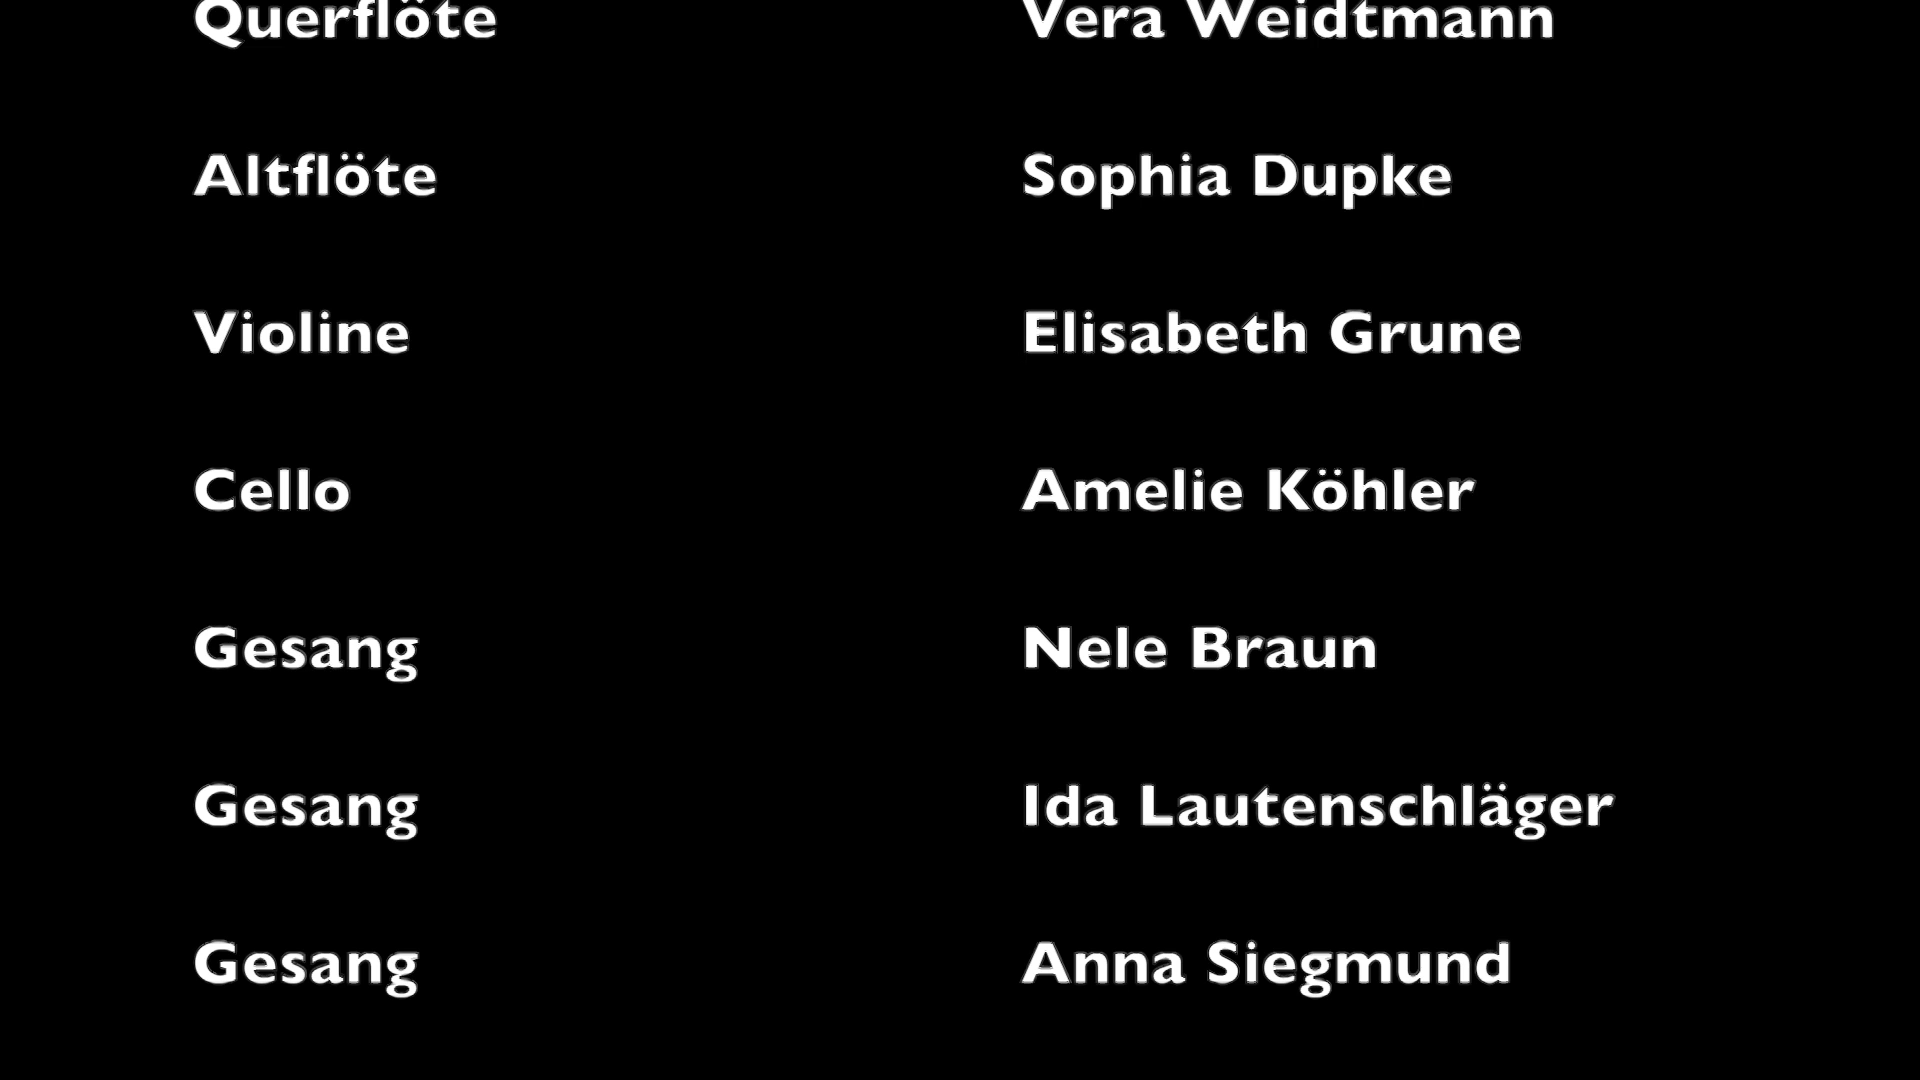 Querflöte Vera Weidtmann
Altflöte Sophia Dupke
Violine Elisabeth Grune
Cello Amelie Köhler
Gesang Nele Braun
Gesang Ida Lautenschläger
Gesang Anna Siegmund